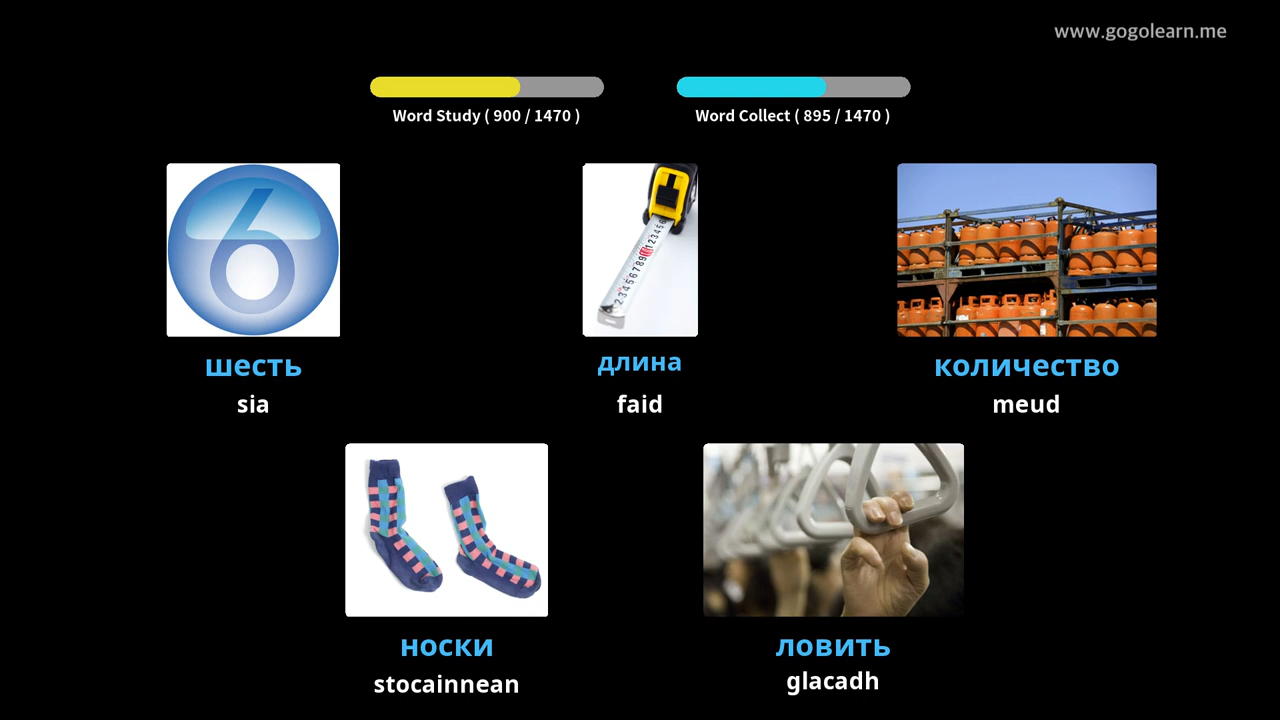 www.gogolearn.me
Word Study ( 900 / 1470 )
Word Collect ( 895 / 1470 )
6
шесть
sia
длина
faid
количество
meud
носки
stocainnean
ловить
glacadh